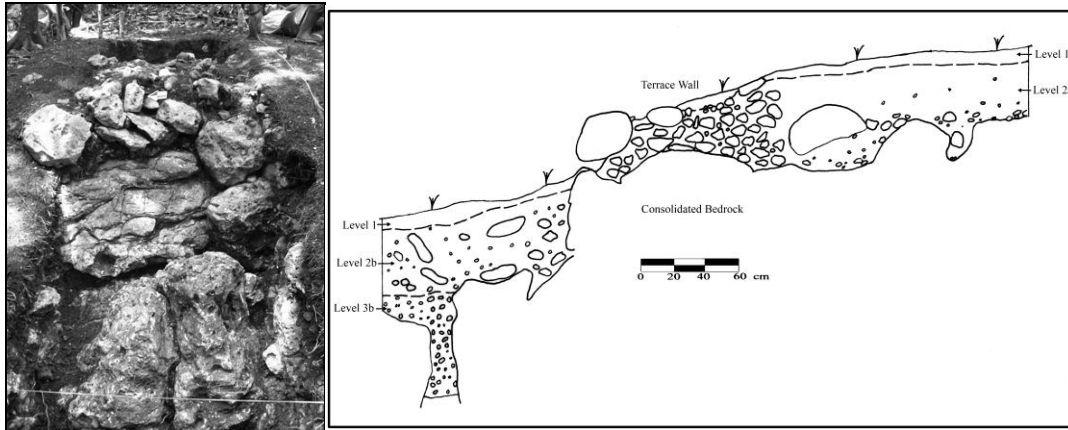 Level 1
Level 2
Terrace Wall
Level 1
Level 2b
Level 3b
Consolidated Bedrock
0 20 40 60
cm